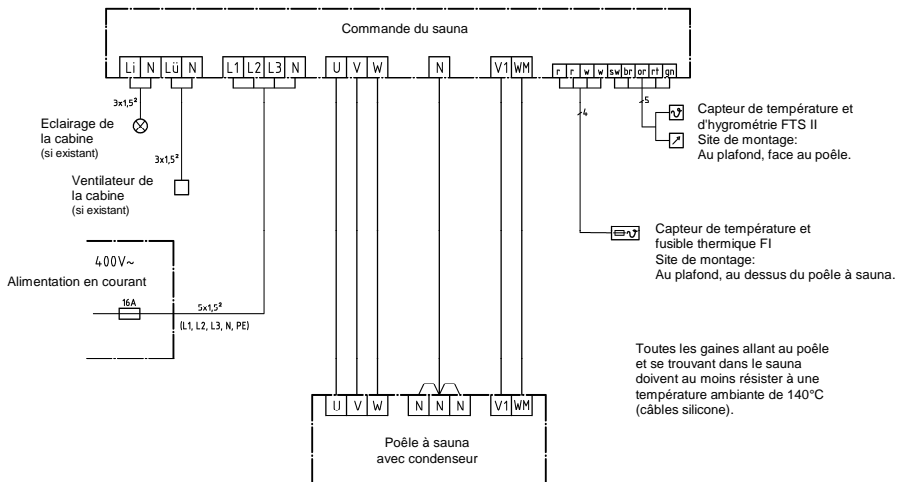 Commande du sauna
Li N Lü N L1 L2 L3 N U V W N V1 WM r r w w sw br or rt gn
3x1,5²
Eclairage de
la cabine
(si existant)
3x1,5²
Ventilateur de
la cabine
(si existant)
4
5
Capteur de température et
d'hygrométrie FTS II
Site de montage:
Au plafond, face au poêle.
Capteur de température et
fusible thermique FI
Site de montage:
Au plafond, au dessus du poêle à sauna.
400V~
Alimentation en courant
16A
5x1,5²
(L1, L2, L3, N, PE)
Toutes les gaines allant au poêle
et se trouvant dans le sauna
doivent au moins résister à une
température ambiante de 140°C
(câbles silicone).
U V W N N N V1 WM
Poêle à sauna
avec condenseur